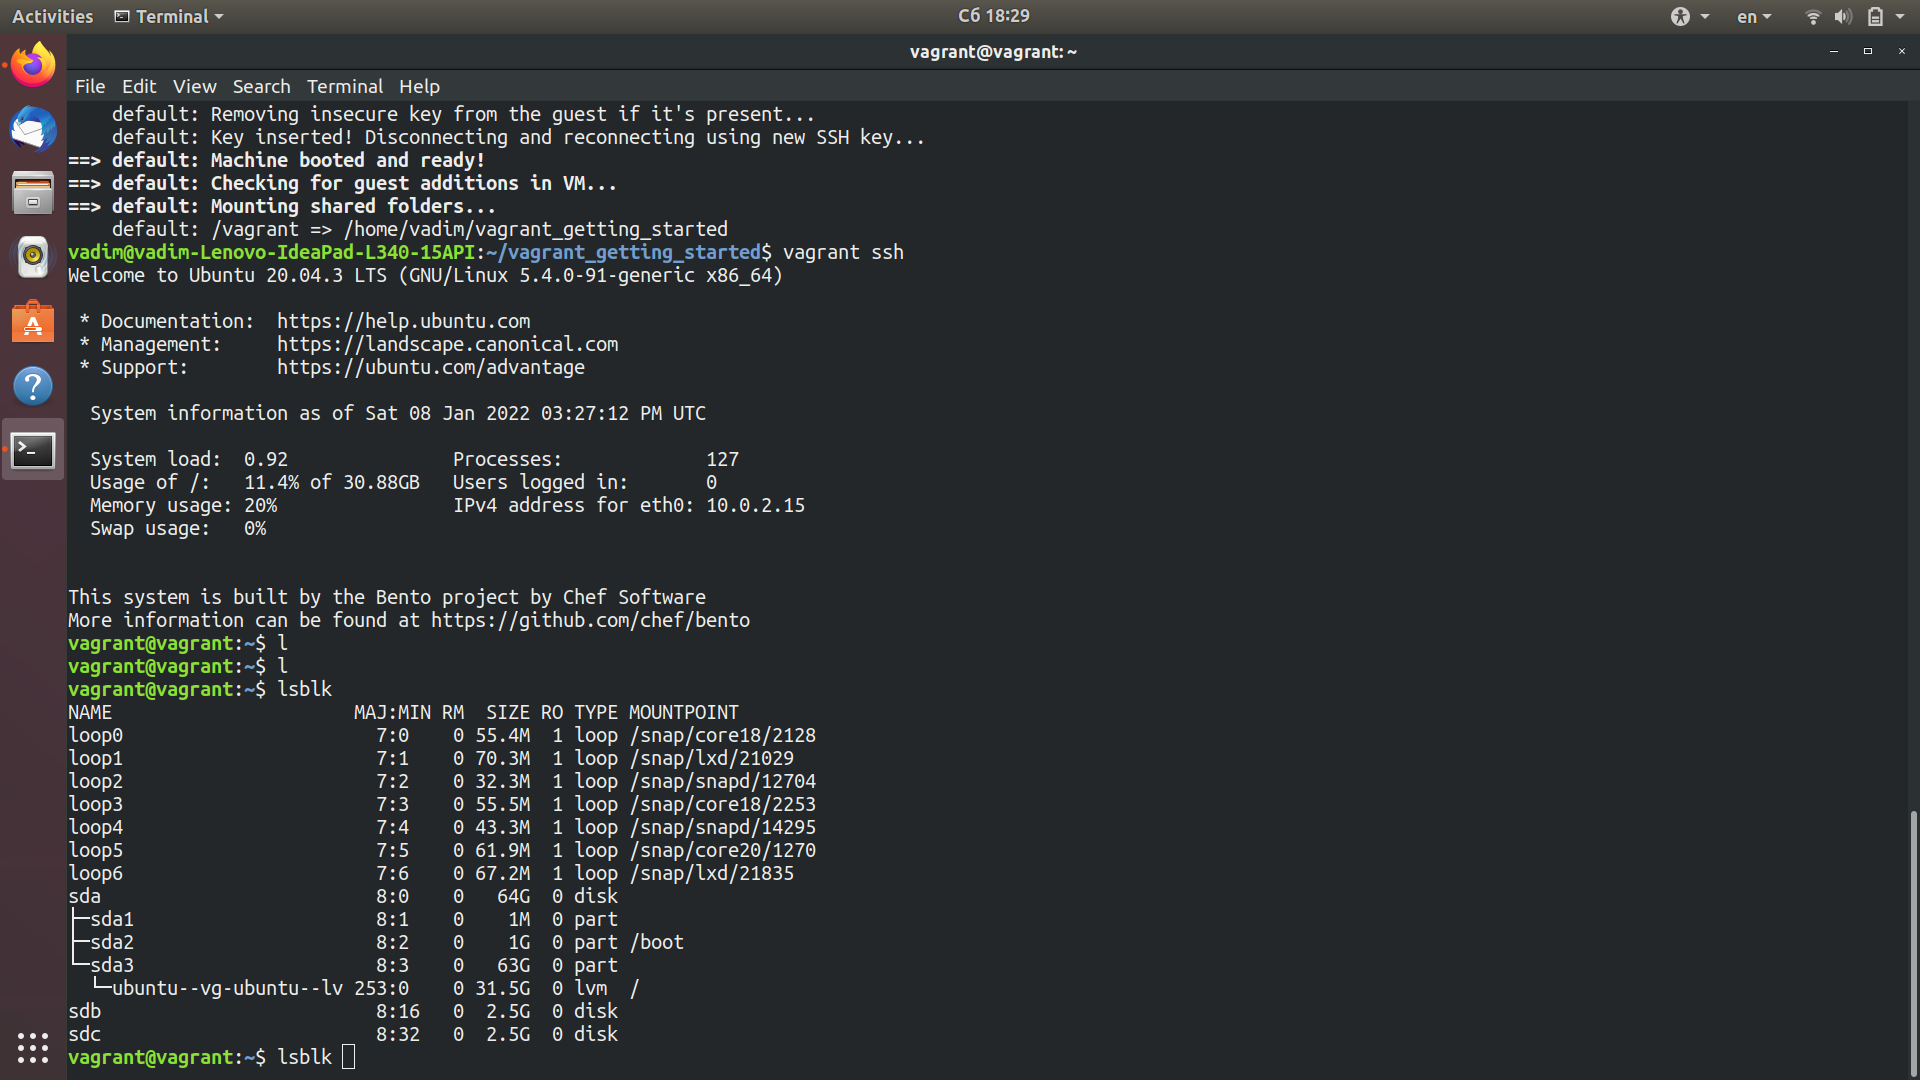 Activities Terminal Сб 18:29 en
vagrant@vagrant: ~
File Edit View Search Terminal Help
    default: Removing insecure key from the guest if it's present...
    default: Key inserted! Disconnecting and reconnecting using new SSH key...
==> default: Machine booted and ready!
==> default: Checking for guest additions in VM...
==> default: Mounting shared folders...
    default: /vagrant => /home/vadim/vagrant_getting_started
vadim@vadim-Lenovo-IdeaPad-L340-15API:~/vagrant_getting_started$ vagrant ssh
Welcome to Ubuntu 20.04.3 LTS (GNU/Linux 5.4.0-91-generic x86_64)
 * Documentation:  https://help.ubuntu.com
 * Management:     https://landscape.canonical.com
 * Support:        https://ubuntu.com/advantage
  System information as of Sat 08 Jan 2022 03:27:12 PM UTC
  System load:  0.92               Processes:             127
  Usage of /:   11.4% of 30.88GB   Users logged in:       0
  Memory usage: 20%                IPv4 address for eth0: 10.0.2.15
  Swap usage:   0%
This system is built by the Bento project by Chef Software
More information can be found at https://github.com/chef/bento
vagrant@vagrant:~$ l
vagrant@vagrant:~$ l
vagrant@vagrant:~$ lsblk
NAME                      MAJ:MIN RM  SIZE RO TYPE MOUNTPOINT
loop0                       7:0    0 55.4M  1 loop /snap/core18/2128
loop1                       7:1    0 70.3M  1 loop /snap/lxd/21029
loop2                       7:2    0 32.3M  1 loop /snap/snapd/12704
loop3                       7:3    0 55.5M  1 loop /snap/core18/2253
loop4                       7:4    0 43.3M  1 loop /snap/snapd/14295
loop5                       7:5    0 61.9M  1 loop /snap/core20/1270
loop6                       7:6    0 67.2M  1 loop /snap/lxd/21835
sda                         8:0    0   64G  0 disk
├─sda1                      8:1    0    1M  0 part
├─sda2                      8:2    0    1G  0 part /boot
└─sda3                      8:3    0   63G  0 part
  └─ubuntu--vg-ubuntu--lv 253:0    0 31.5G  0 lvm  /
sdb                         8:16   0  2.5G  0 disk
sdc                         8:32   0  2.5G  0 disk
vagrant@vagrant:~$ lsblk